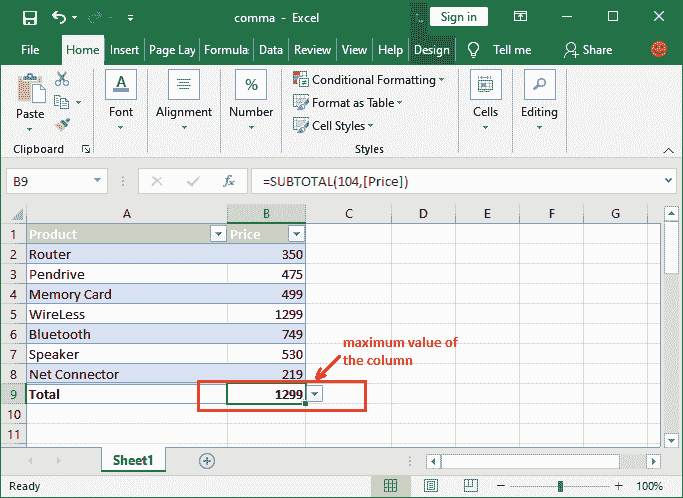 comma - Excel
Sign in
File Home Insert Page Lay Formula: Data Review View Help Design Tell me Share
Paste
Font
Alignment
%
Number
Conditional Formatting
Format as Table
Cell Styles
Cells
Editing
Clipboard
Styles
B9
fx
=SUBTOTAL(104,[Price])
A B C D E F G
1 Product Price
2 Router 350
3 Pendrive 475
4 Memory Card 499
5 WireLess 1299
6 Bluetooth 749
7 Speaker 530
8 Net Connector 219
9 Total 1299
10
11
maximum value of
the column
Sheet1
Ready
100%